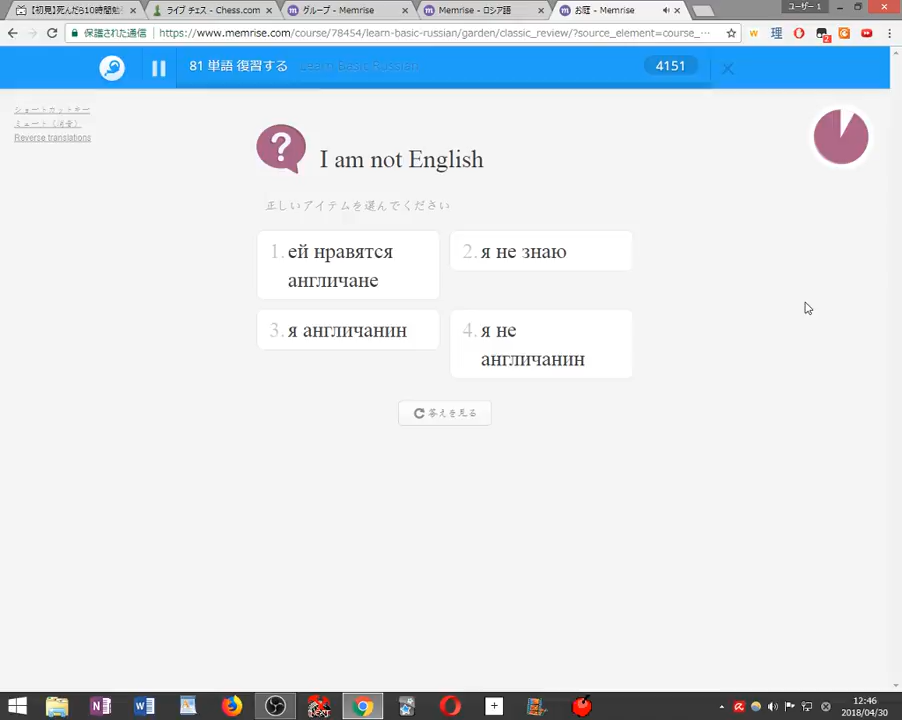 【初見】死んだら10時間勉
ライブ チェス - Chess.com
グループ - Memrise
Memrise - ロシア語
お庭 - Memrise
ユーザー 1
保護された通信
https://www.memrise.com/course/78454/learn-basic-russian/garden/classic_review/?source_element=course_…
81 単語 復習する
Learn Basic Russian
4151
ショートカットキー
ミュート (消音)
Reverse translations
?
I am not English
正しいアイテムを選んでください
1. ей нравятся
англичане
2. я не знаю
3. я англичанин
4. я не
англичанин
答えを見る
12:46
2018/04/30